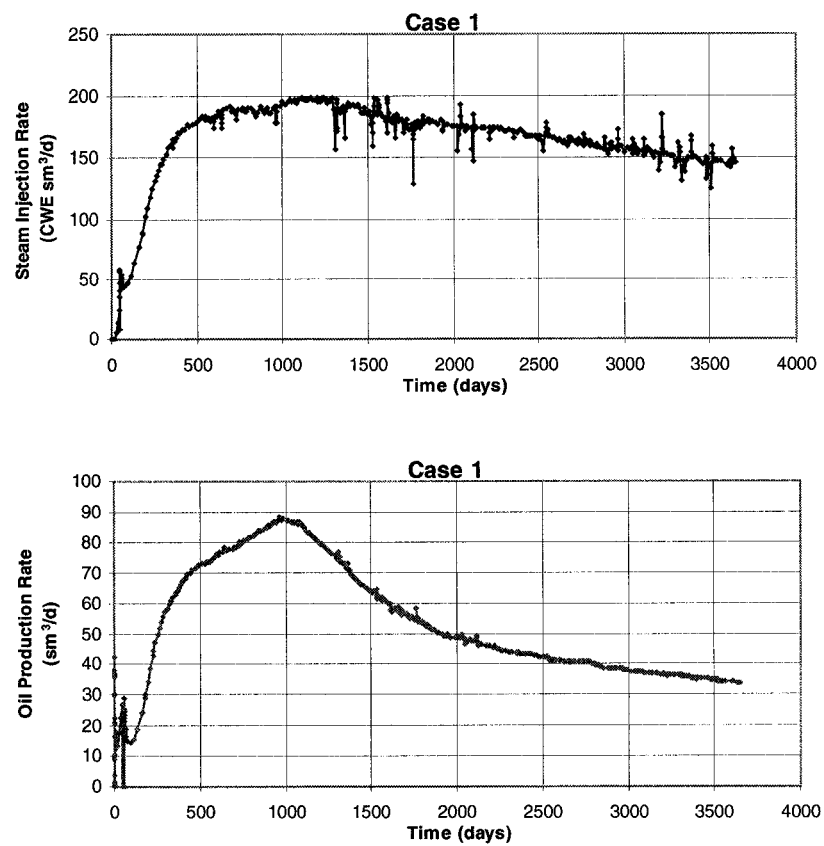 Case 1
250
200
150
100
50
0
Steam Injection Rate
(CWE sm³/d)
0 500 1000 1500 2000 2500 3000 3500 4000
Time (days)
Case 1
100
90
80
70
60
50
40
30
20
10
0
Oil Production Rate
(sm³/d)
0 500 1000 1500 2000 2500 3000 3500 4000
Time (days)